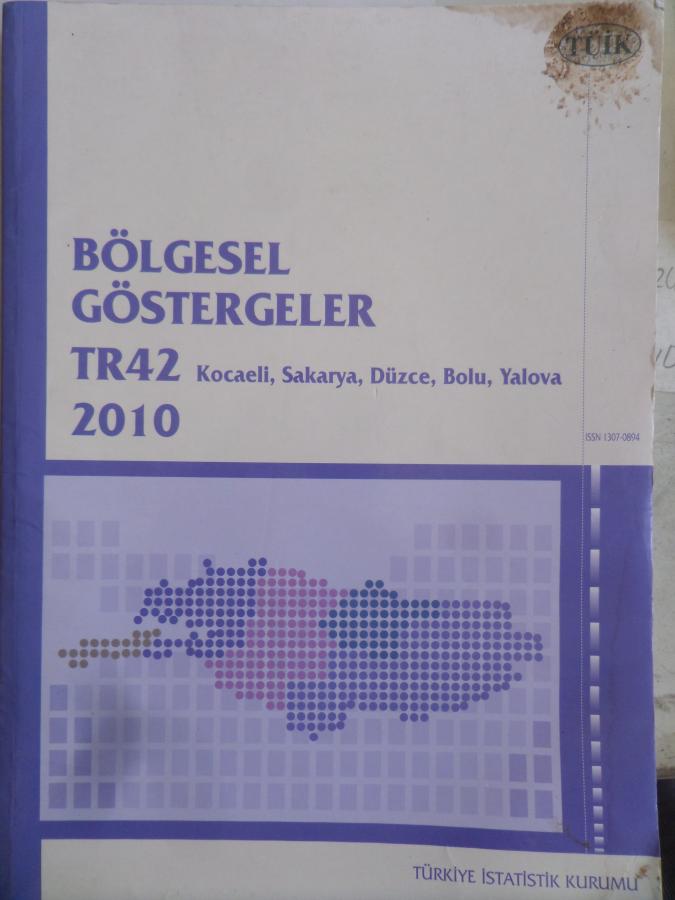 TÜİK
BÖLGESEL
GÖSTERGELER
TR42 Kocaeli, Sakarya, Düzce, Bolu, Yalova
2010
ISSN 1307-0894
TÜRKİYE İSTATİSTİK KURUMU